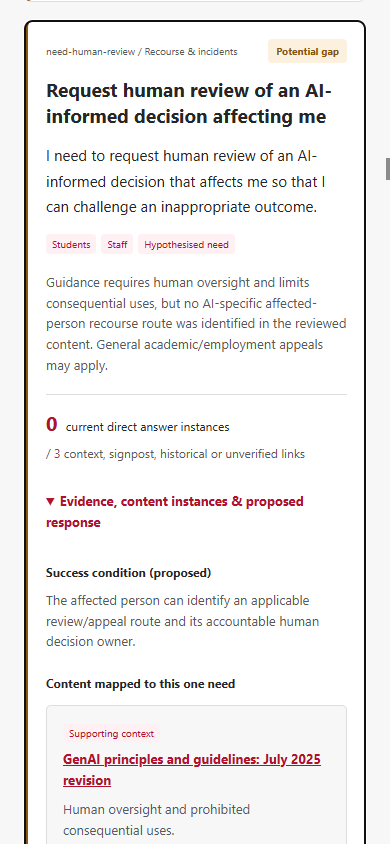 need-human-review / Recourse & incidents
Potential gap
Request human review of an AI-
informed decision affecting me
I need to request human review of an AI-
informed decision that affects me so that I
can challenge an inappropriate outcome.
Students Staff Hypothesised need
Guidance requires human oversight and limits
consequential uses, but no AI-specific affected-
person recourse route was identified in the reviewed
content. General academic/employment appeals
may apply.
0 current direct answer instances
/ 3 context, signpost, historical or unverified links
▼ Evidence, content instances & proposed
response
Success condition (proposed)
The affected person can identify an applicable
review/appeal route and its accountable human
decision owner.
Content mapped to this one need
Supporting context
GenAI principles and guidelines: July 2025
revision
Human oversight and prohibited
consequential uses.